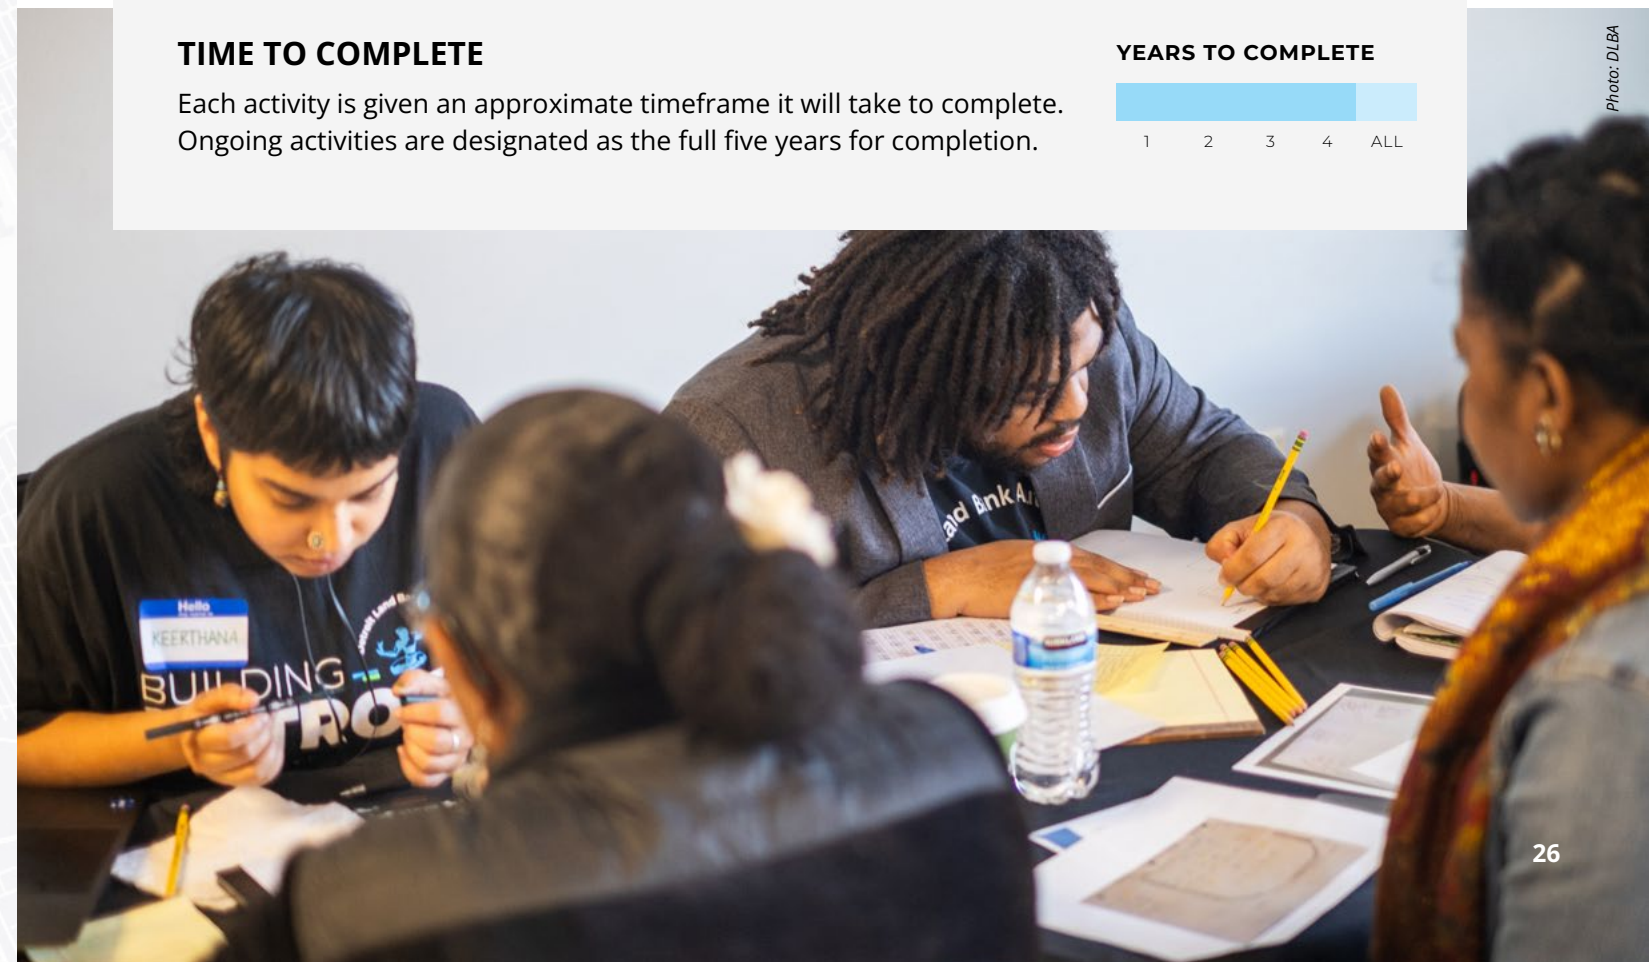 TIME TO COMPLETE
Each activity is given an approximate timeframe it will take to complete.
Ongoing activities are designated as the full five years for completion.
YEARS TO COMPLETE
1 2 3 4 ALL
Photo: DLBA
Hello
KEERTHANA
BUILDING
TRO
26